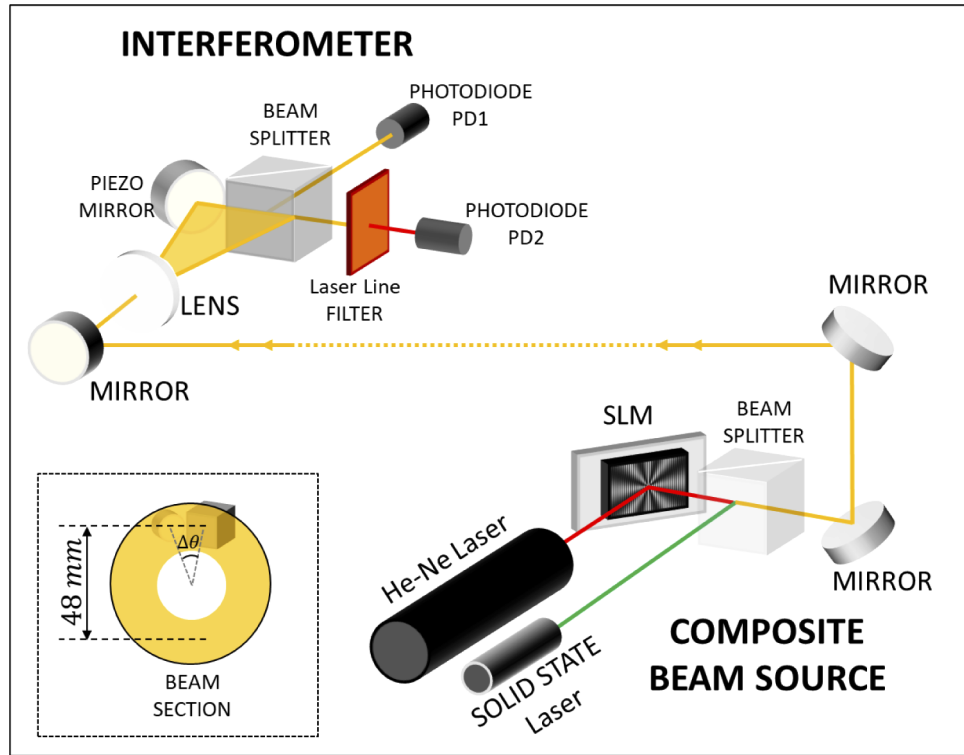 INTERFEROMETER
PHOTODIODE
PD1
BEAM
SPLITTER
PIEZO
MIRROR
PHOTODIODE
PD2
Laser Line
FILTER
LENS
MIRROR
MIRROR
SLM
BEAM
SPLITTER
He-Ne Laser
SOLID STATE
Laser
MIRROR
COMPOSITE
BEAM SOURCE
Δθ
48 mm
BEAM
SECTION